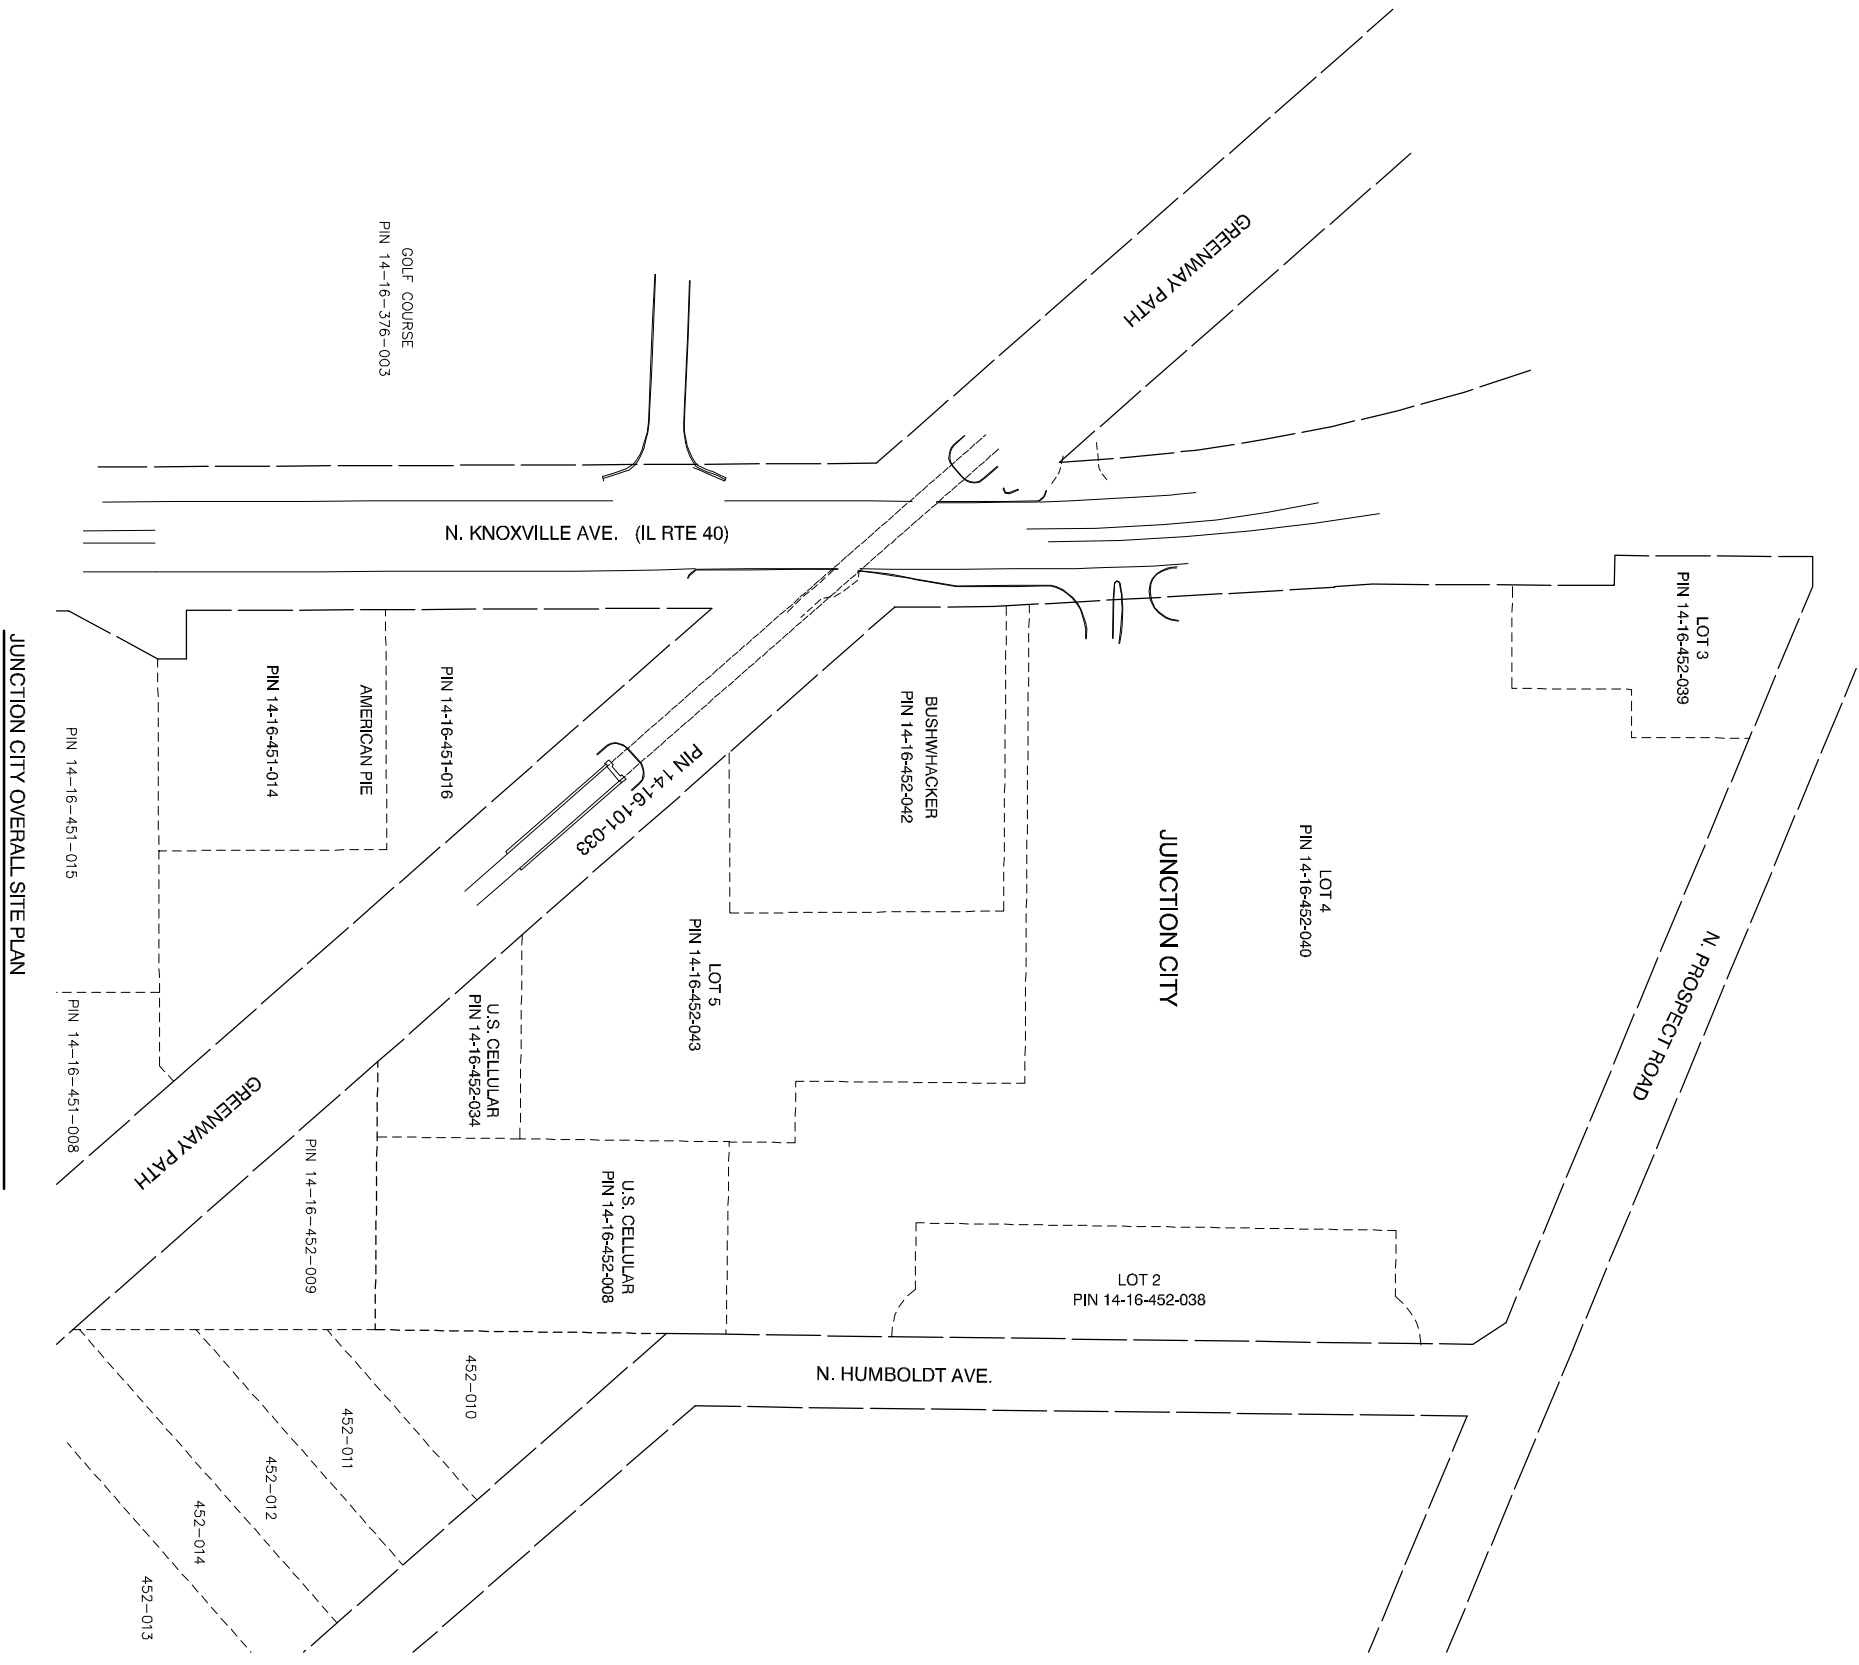 GREENWAY PATH
GOLF COURSE
PIN 14-16-376-003
N. KNOXVILLE AVE. (IL RTE 40)
LOT 3
PIN 14-16-452-039
BUSHWHACKER
PIN 14-16-452-042
PIN 14-16-451-016
AMERICAN PIE
PIN 14-16-451-014
PIN 14-16-451-015
PIN 14-16-101-033
JUNCTION CITY
LOT 4
PIN 14-16-452-040
N. PROSPECT ROAD
LOT 5
PIN 14-16-452-043
U.S. CELLULAR
PIN 14-16-452-034
PIN 14-16-451-008
GREENWAY PATH
PIN 14-16-452-009
U.S. CELLULAR
PIN 14-16-452-008
LOT 2
PIN 14-16-452-038
N. HUMBOLDT AVE.
452-010
452-011
452-012
452-014
452-013
JUNCTION CITY OVERALL SITE PLAN